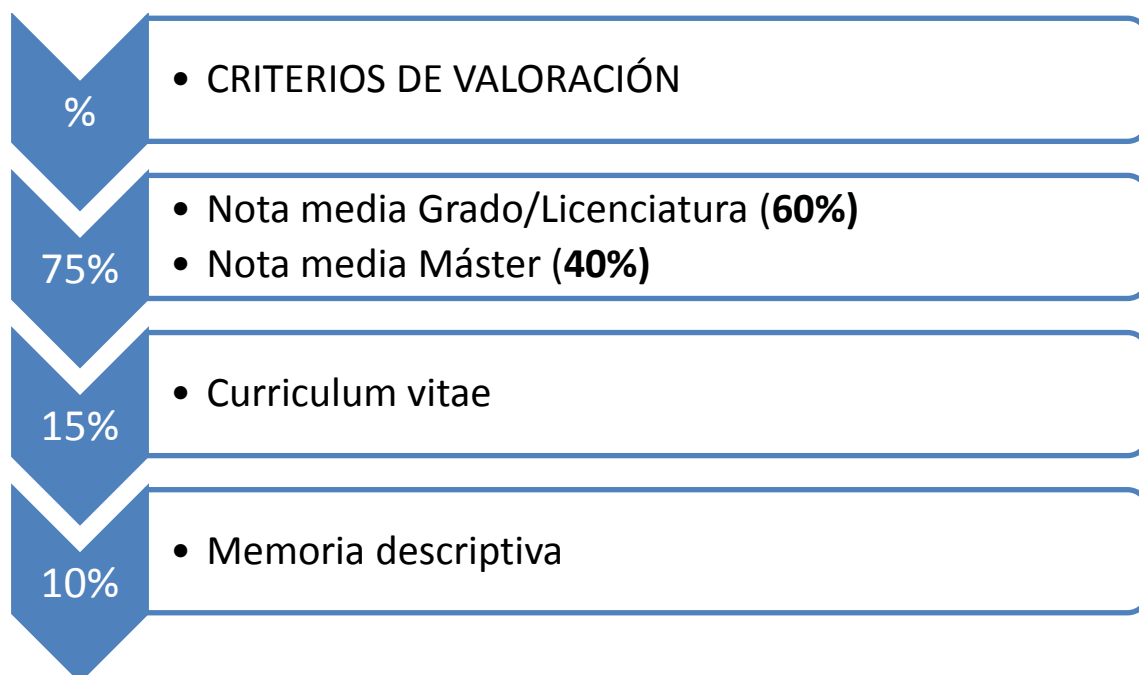 %
• CRITERIOS DE VALORACIÓN
75%
• Nota media Grado/Licenciatura (60%)
• Nota media Máster (40%)
15%
• Curriculum vitae
10%
• Memoria descriptiva